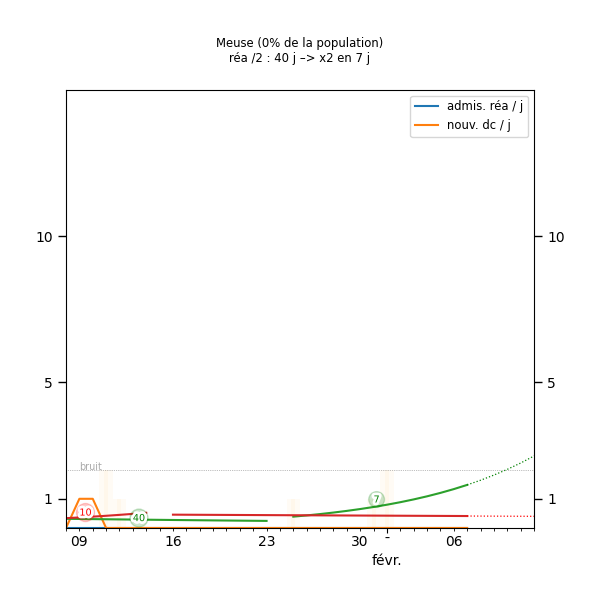 Meuse (0% de la population)
réa /2 : 40 j –> x2 en 7 j
admis. réa / j
nouv. dc / j
10
10
5
5
bruit
1
1
10
40
7
09
16
23
30
06
févr.